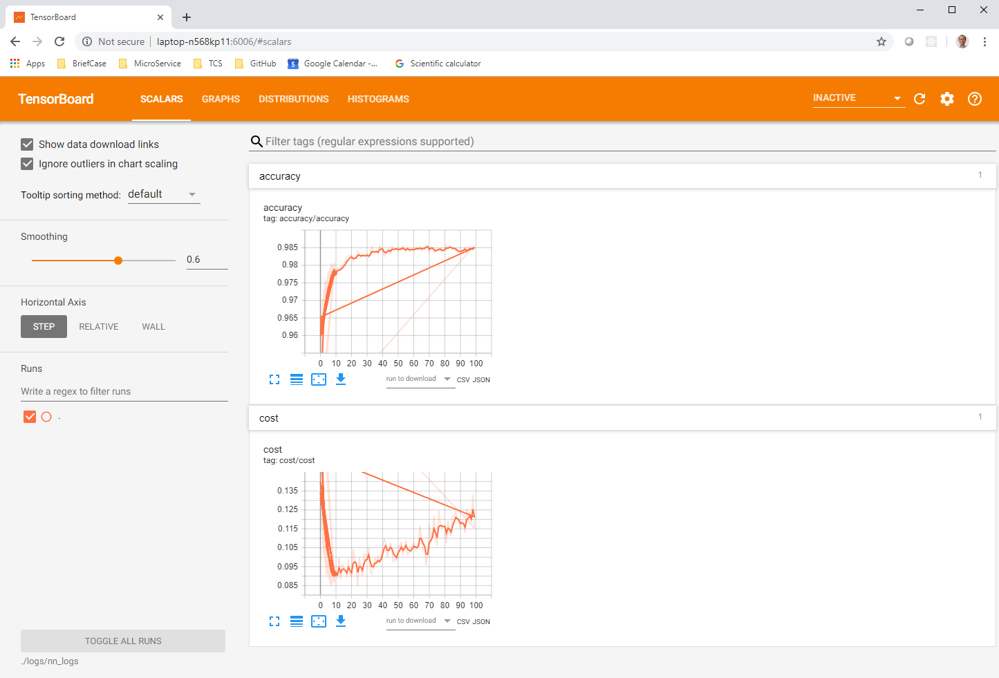 TensorBoard
Not secure laptop-n568kp11:6006/#scalars
Apps BriefCase MicroService TCS GitHub 5 Google Calendar -... G Scientific calculator
TensorBoard SCALARS GRAPHS DISTRIBUTIONS HISTOGRAMS INACTIVE
Show data download links
Ignore outliers in chart scaling
Tooltip sorting method: default
Smoothing
0.6
Horizontal Axis
STEP RELATIVE WALL
Runs
Write a regex to filter runs
.
TOGGLE ALL RUNS
./logs/nn_logs
Filter tags (regular expressions supported)
accuracy 1
accuracy
tag: accuracy/accuracy
0.985
0.98
0.975
0.97
0.965
0.96
0 10 20 30 40 50 60 70 80 90 100
run to download CSV JSON
cost 1
cost
tag: cost/cost
0.135
0.125
0.115
0.105
0.095
0.085
0 10 20 30 40 50 60 70 80 90 100
run to download CSV JSON